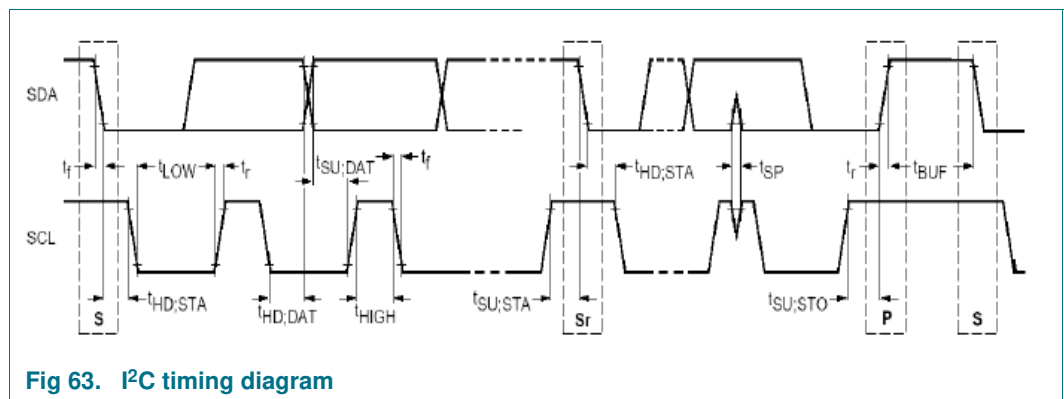 SDA
tf tLOW tr tSU;DAT tf tHD;STA tSP tr tBUF
SCL
tHD;STA tHD;DAT tHIGH tSU;STA tSU;STO
S Sr P S
Fig 63. I²C timing diagram